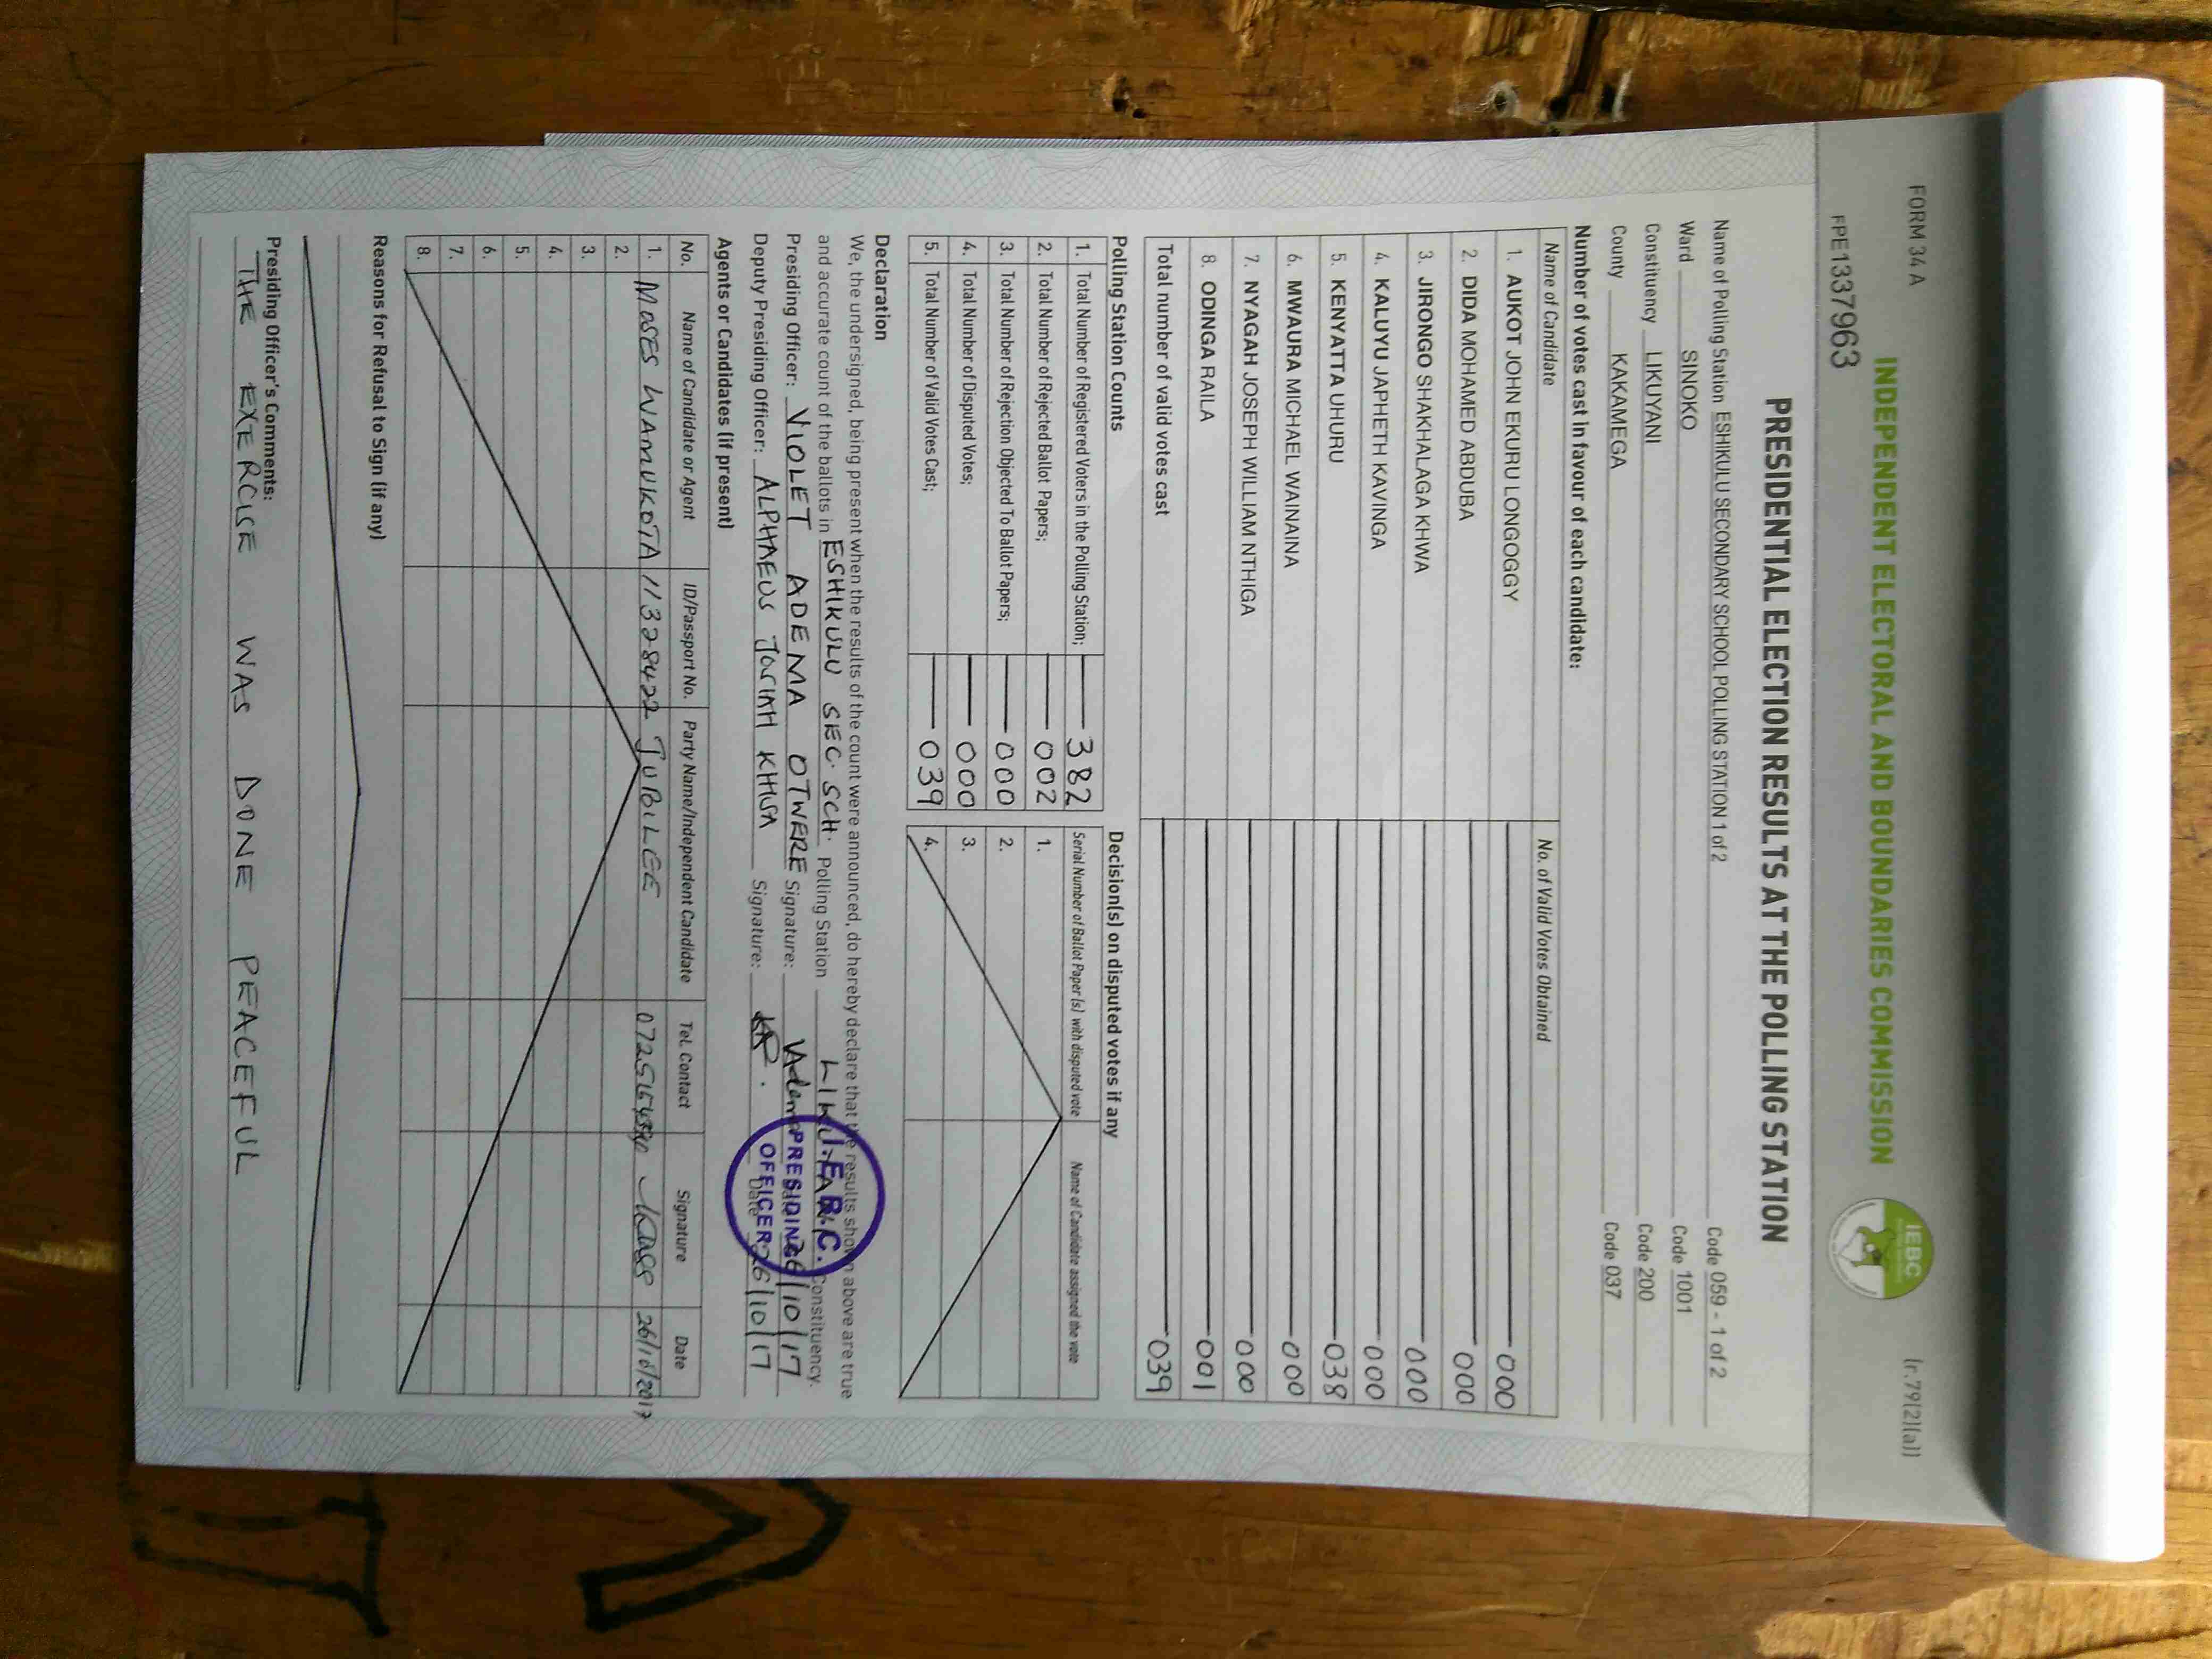 FORM 34 A
(r.79(2)(a))
FPE1337963
INDEPENDENT ELECTORAL AND BOUNDARIES COMMISSION
IEBC
PRESIDENTIAL ELECTION RESULTS AT THE POLLING STATION
Name of Polling Station ESHIKULU SECONDARY SCHOOL POLLING STATION 1 of 2 Code 059 - 1 of 2
Ward SINOKO Code 1001
Constituency LIKUYANI Code 200
County KAKAMEGA Code 037
Number of votes cast in favour of each candidate:
Name of Candidate No. of Valid Votes Obtained
1. AUKOT JOHN EKURU LONGOGGY 000
2. DIDA MOHAMED ABDUBA 000
3. JIRONGO SHAKHALAGA KHWA 000
4. KALUYU JAPHETH KAVINGA 000
5. KENYATTA UHURU 038
6. MWAURA MICHAEL WAINAINA 000
7. NYAGAH JOSEPH WILLIAM NTHIGA 000
8. ODINGA RAILA 001
Total number of valid votes cast 039
Polling Station Counts
1. Total Number of Registered Voters in the Polling Station; 382
2. Total Number of Rejected Ballot Papers; 002
3. Total Number of Rejection Objected To Ballot Papers; 000
4. Total Number of Disputed Votes; 000
5. Total Number of Valid Votes Cast; 039
Decision(s) on disputed votes if any
Serial Number of Ballot Paper(s) with disputed vote Name of Candidate assigned the vote
1.
2.
3.
4.
Declaration
We, the undersigned, being present when the results of the count were announced, do hereby declare that the results shown above are true
and accurate count of the ballots in ESHIKULU SEC. SCH. Polling Station Constituency.
Presiding Officer: VIOLET ADEMA OTWERE Signature: 26/10/17
Deputy Presiding Officer: ALPHAEUS JOSIAH KHISA Signature: Date 26/10/17
I.E.B.C.
PRESIDING
OFFICER
Agents or Candidates (if present)
No. Name of Candidate or Agent ID/Passport No. Party Name/Independent Candidate Tel. Contact Signature Date
1. MOSES WAMUKOTA 11328422 JUBILEE 26/10/2017
2.
3.
4.
5.
6.
7.
8.
Reasons for Refusal to Sign (if any)
Presiding Officer's Comments:
THE EXERCISE WAS DONE PEACEFUL